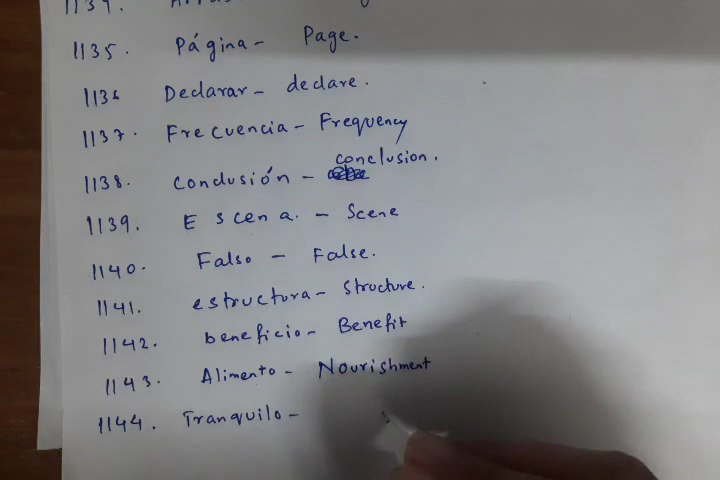 1134.
1135. Página - Page.
1136 Declarar - declare.
1137. Frecuencia - Frequency
1138. conclusión - conclusion.
1139. Escena. - Scene
1140. Falso - False.
1141. estructura - Structure.
1142. beneficio - Benefit
1143. Alimento - Nourishment
1144. Tranquilo -